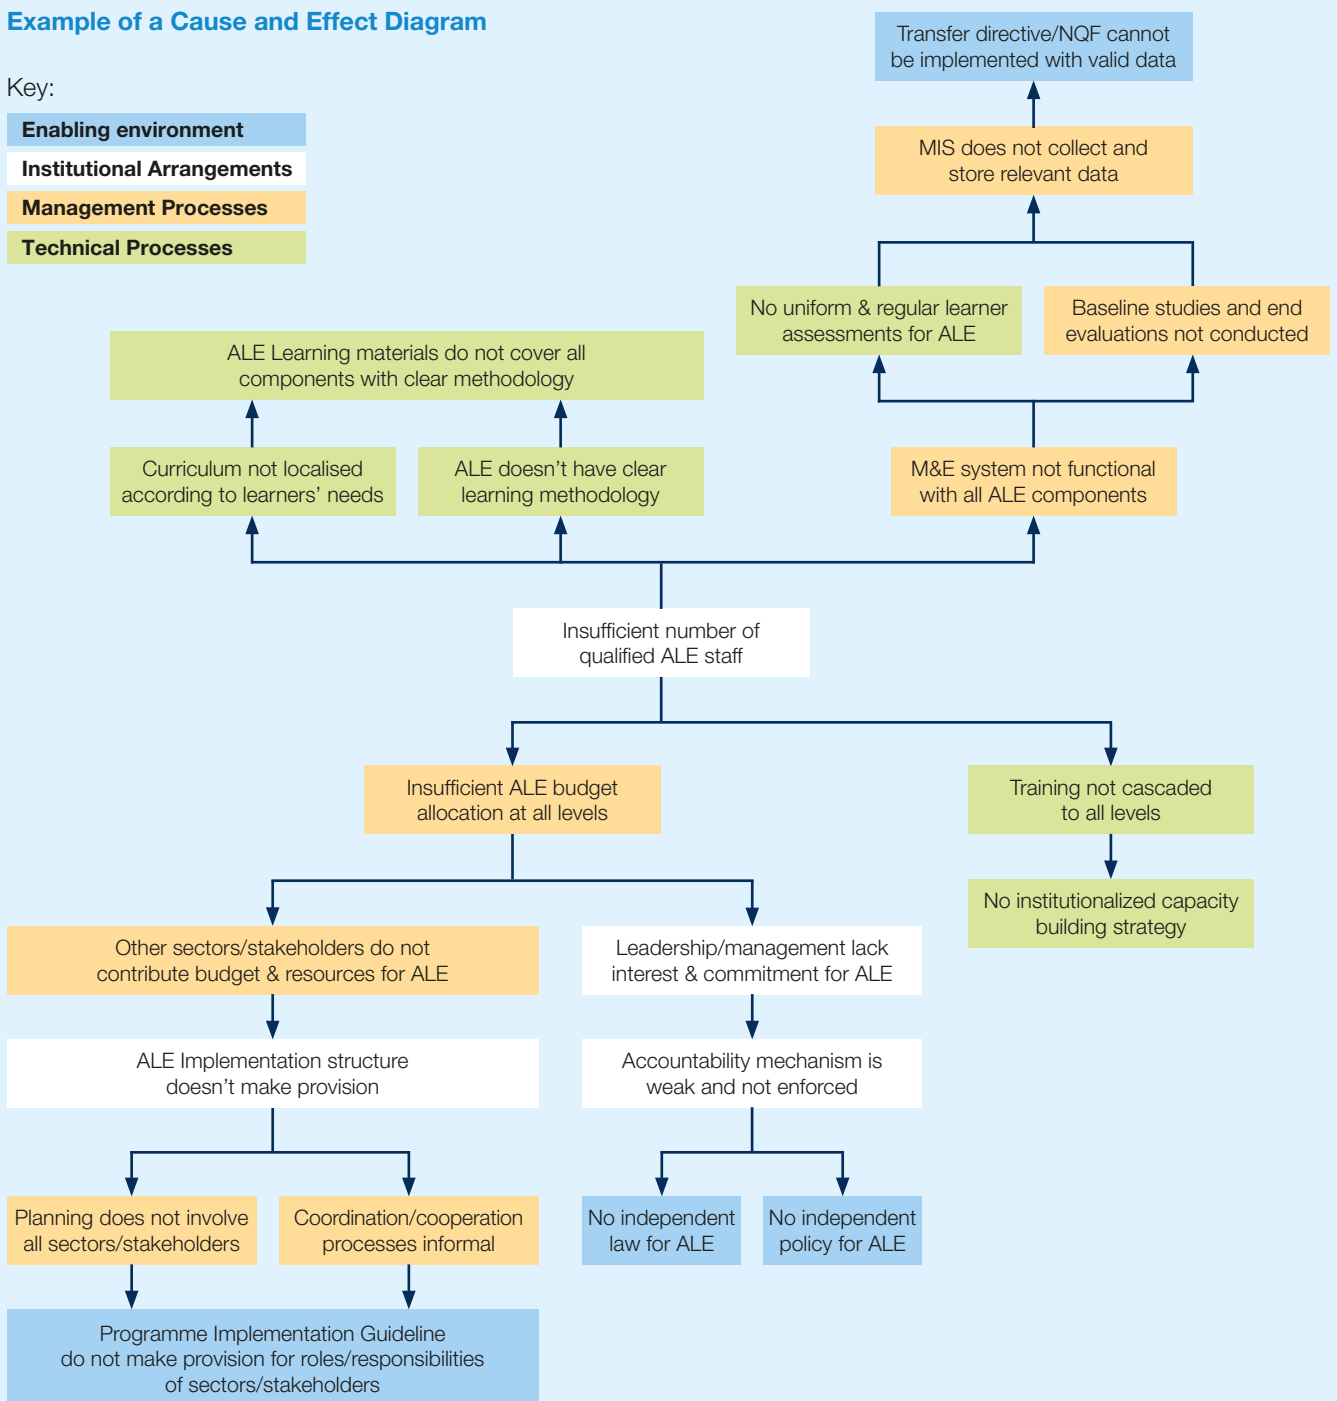 Example of a Cause and Effect Diagram
Key:
Enabling environment
Institutional Arrangements
Management Processes
Technical Processes
Transfer directive/NQF cannot
be implemented with valid data
MIS does not collect and
store relevant data
No uniform & regular learner
assessments for ALE
Baseline studies and end
evaluations not conducted
ALE Learning materials do not cover all
components with clear methodology
Curriculum not localised
according to learners' needs
ALE doesn't have clear
learning methodology
M&E system not functional
with all ALE components
Insufficient number of
qualified ALE staff
Insufficient ALE budget
allocation at all levels
Training not cascaded
to all levels
No institutionalized capacity
building strategy
Other sectors/stakeholders do not
contribute budget & resources for ALE
Leadership/management lack
interest & commitment for ALE
ALE Implementation structure
doesn't make provision
Accountability mechanism is
weak and not enforced
Planning does not involve
all sectors/stakeholders
Coordination/cooperation
processes informal
No independent
law for ALE
No independent
policy for ALE
Programme Implementation Guideline
do not make provision for roles/responsibilities
of sectors/stakeholders